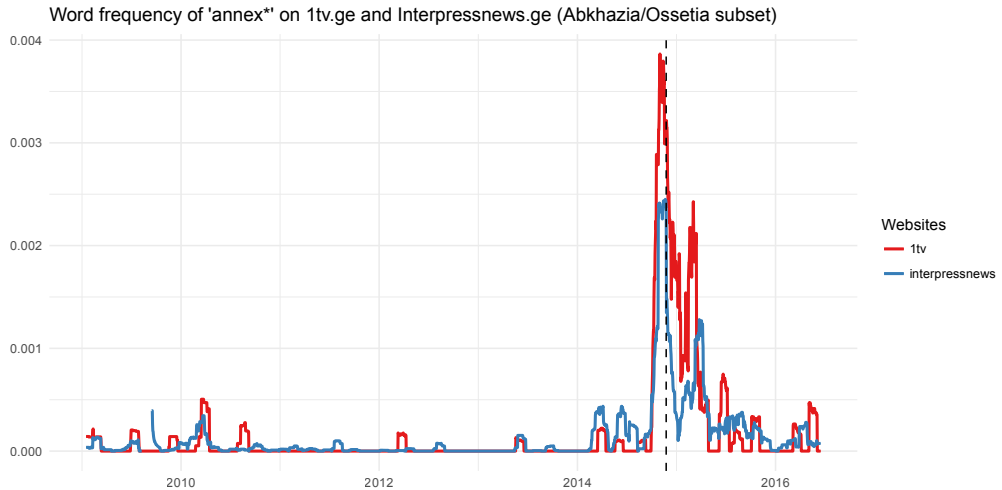 Word frequency of 'annex*' on 1tv.ge and Interpressnews.ge (Abkhazia/Ossetia subset)
0.004
0.003
0.002
0.001
0.000
2010
2012
2014
2016
Websites
1tv
interpressnews